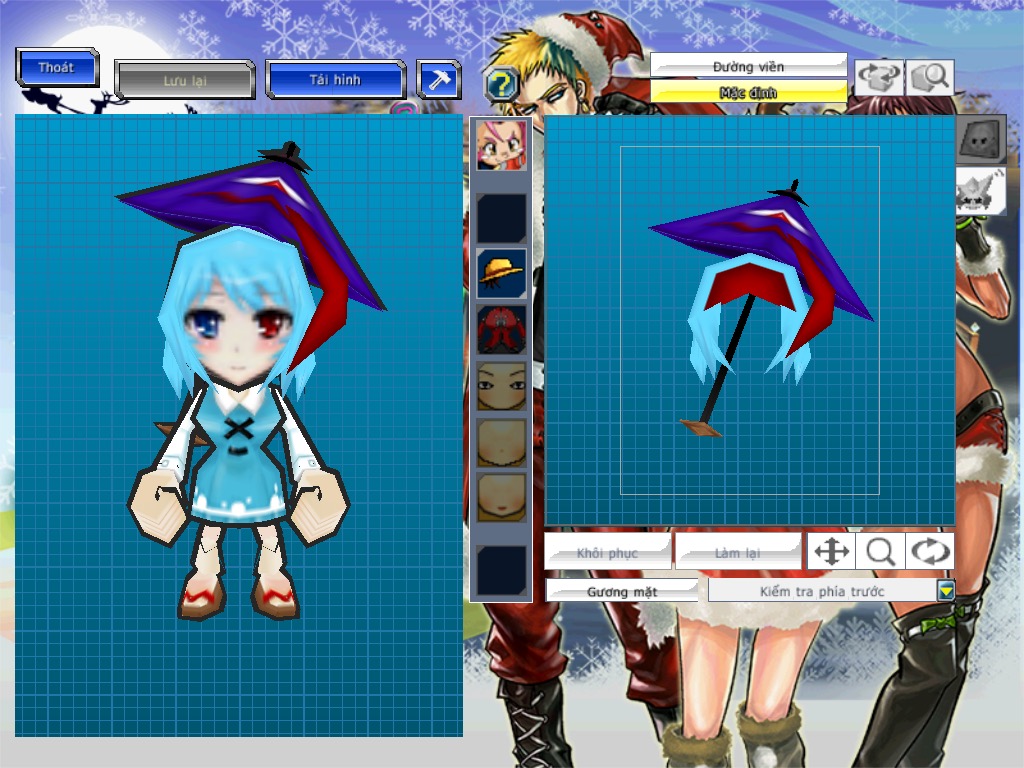 Thoát
Lưu lại
Tải hình
Đường viền
Mặc định
Khôi phục
Làm lại
Gương mặt
Kiểm tra phía trước